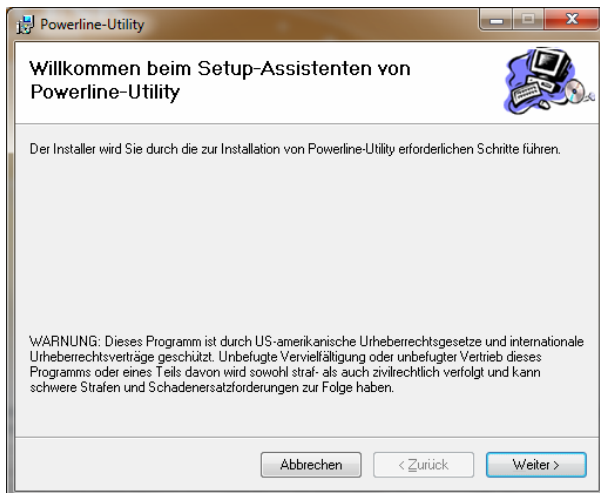 Powerline-Utility
Willkommen beim Setup-Assistenten von
Powerline-Utility
Der Installer wird Sie durch die zur Installation von Powerline-Utility erforderlichen Schritte führen.
WARNUNG: Dieses Programm ist durch US-amerikanische Urheberrechtsgesetze und internationale
Urheberrechtsverträge geschützt. Unbefugte Vervielfältigung oder unbefugter Vertrieb dieses
Programms oder eines Teils davon wird sowohl straf- als auch zivilrechtlich verfolgt und kann
schwere Strafen und Schadenersatzforderungen zur Folge haben.
Abbrechen < Zurück Weiter >